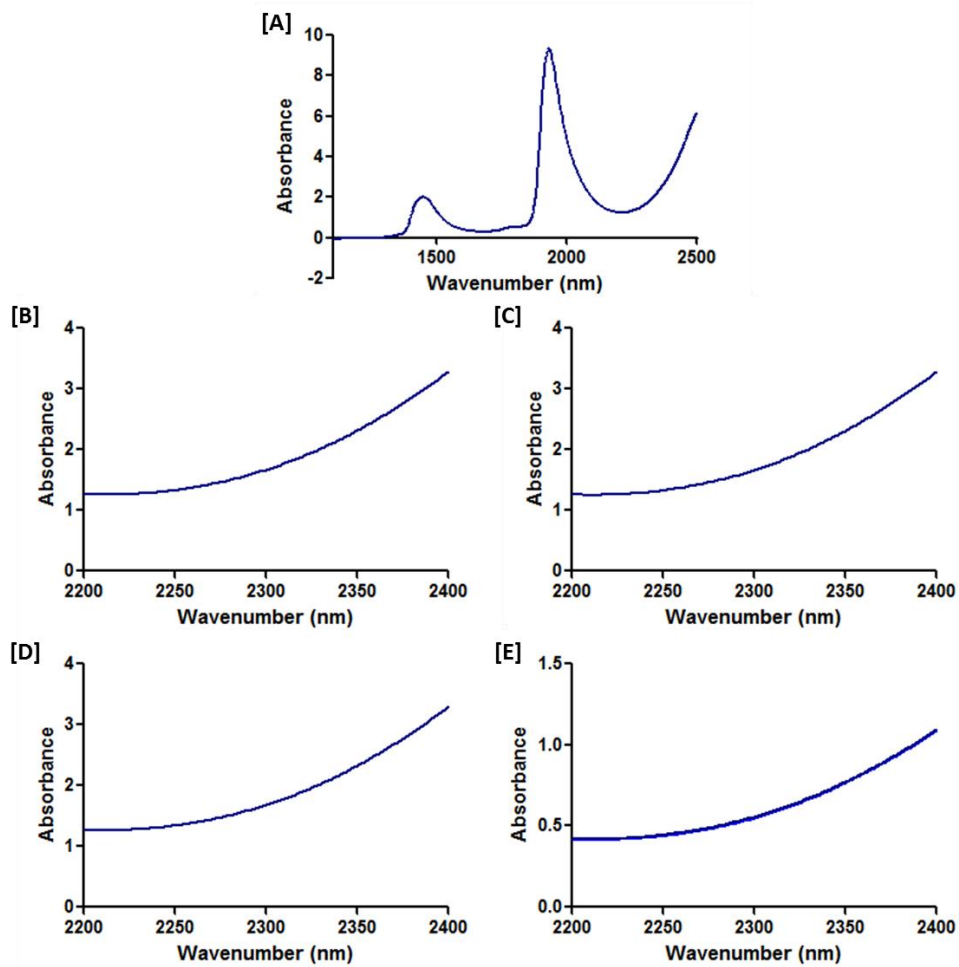 [A]
10
8
6
4
2
0
-2
Absorbance
1500 2000 2500
Wavenumber (nm)
[B]
4
3
2
1
0
Absorbance
2200 2250 2300 2350 2400
Wavenumber (nm)
[C]
4
3
2
1
0
Absorbance
2200 2250 2300 2350 2400
Wavenumber (nm)
[D]
4
3
2
1
0
Absorbance
2200 2250 2300 2350 2400
Wavenumber (nm)
[E]
1.5
1.0
0.5
0.0
Absorbance
2200 2250 2300 2350 2400
Wavenumber (nm)